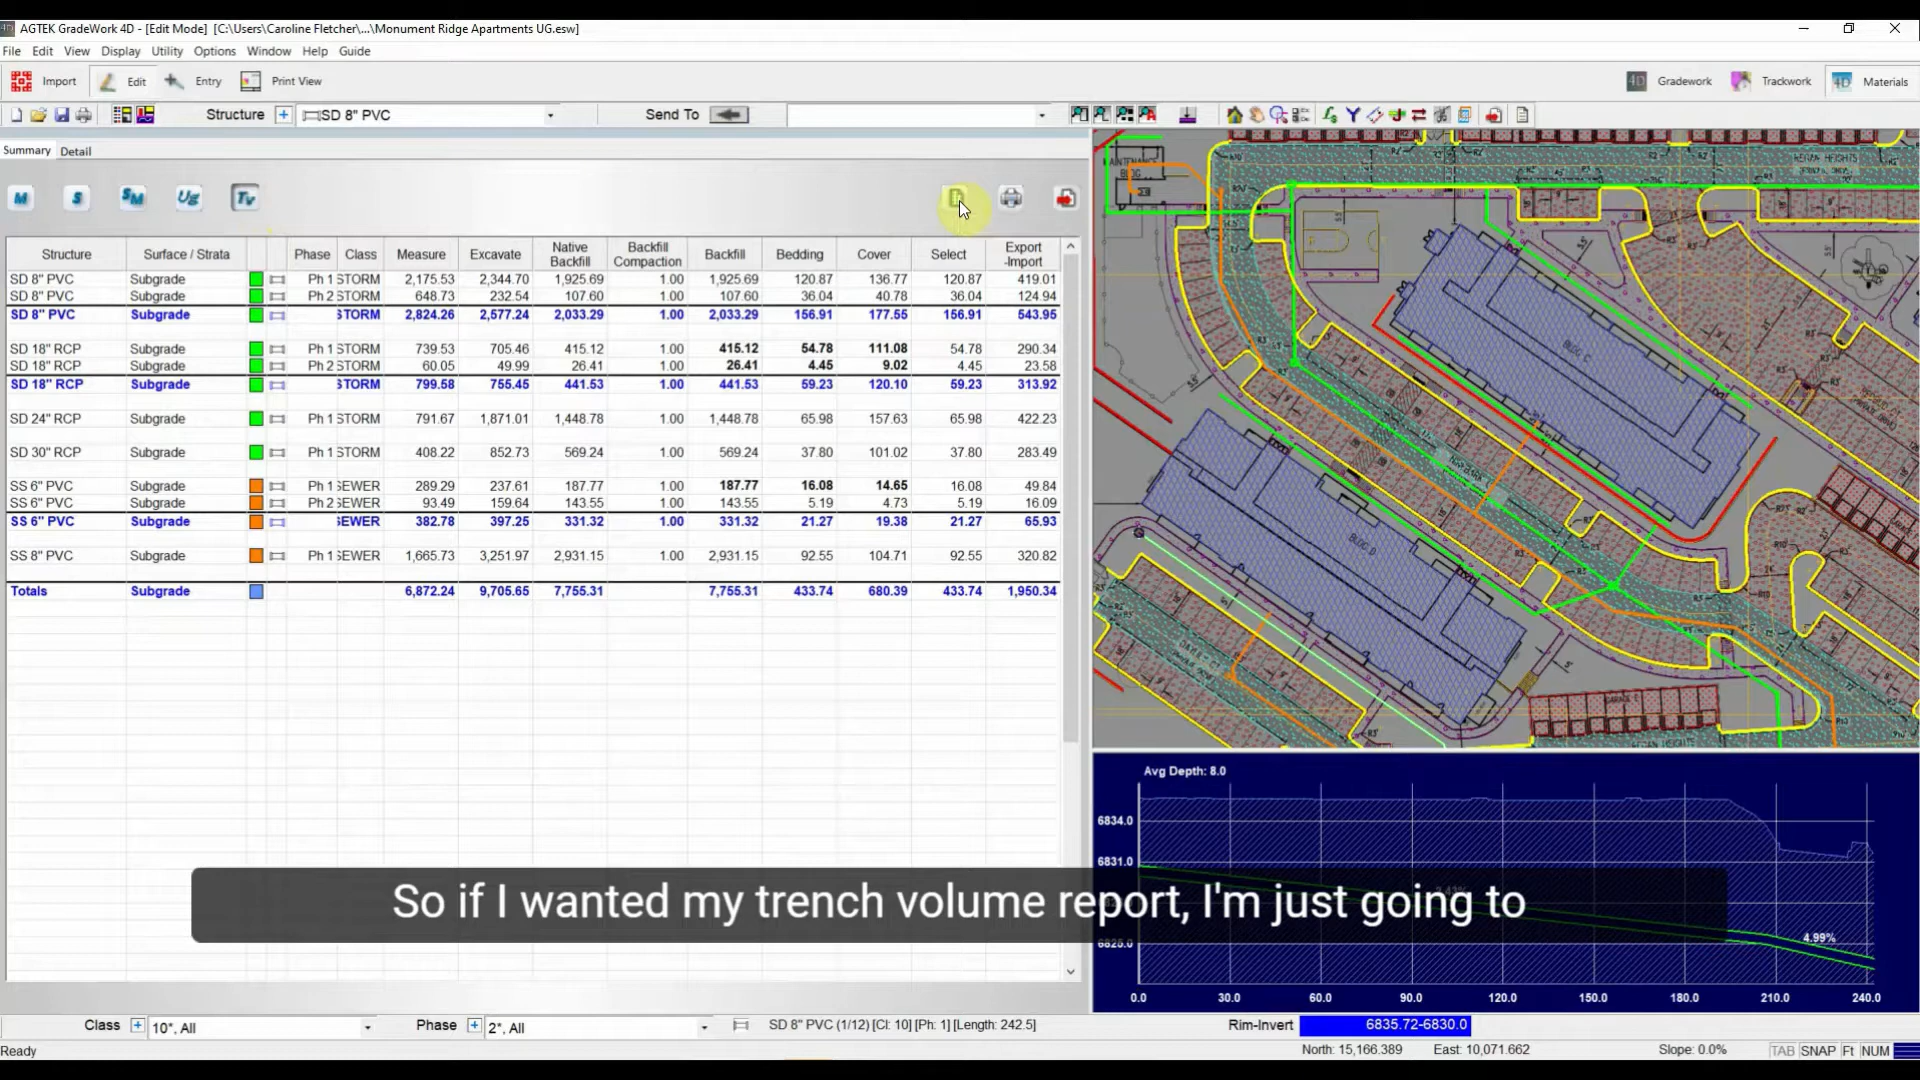 AGTEK GradeWork 4D - [Edit Mode]  [C:\Users\Caroline Fletcher\...\Monument Ridge Apartments UG.esw]
File Edit View Display Utility Options Window Help Guide
Import Edit Entry Print View Gradework Trackwork Materials
Structure SD 8" PVC Send To
Summary Detail
M S SM Ug Tv
Structure Surface / Strata Phase Class Measure Excavate Native Backfill Backfill Compaction Backfill Bedding Cover Select Export -Import
SD 8" PVC Subgrade Ph 1 STORM 2,175.53 2,344.70 1,925.69 1.00 1,925.69 120.87 136.77 120.87 419.01
SD 8" PVC Subgrade Ph 2 STORM 648.73 232.54 107.60 1.00 107.60 36.04 40.78 36.04 124.94
SD 8" PVC Subgrade STORM 2,824.26 2,577.24 2,033.29 1.00 2,033.29 156.91 177.55 156.91 543.95
SD 18" RCP Subgrade Ph 1 STORM 739.53 705.46 415.12 1.00 415.12 54.78 111.08 54.78 290.34
SD 18" RCP Subgrade Ph 2 STORM 60.05 49.99 26.41 1.00 26.41 4.45 9.02 4.45 23.58
SD 18" RCP Subgrade STORM 799.58 755.45 441.53 1.00 441.53 59.23 120.10 59.23 313.92
SD 24" RCP Subgrade Ph 1 STORM 791.67 1,871.01 1,448.78 1.00 1,448.78 65.98 157.63 65.98 422.23
SD 30" RCP Subgrade Ph 1 STORM 408.22 852.73 569.24 1.00 569.24 37.80 101.02 37.80 283.49
SS 6" PVC Subgrade Ph 1 SEWER 289.29 237.61 187.77 1.00 187.77 16.08 14.65 16.08 49.84
SS 6" PVC Subgrade Ph 2 SEWER 93.49 159.64 143.55 1.00 143.55 5.19 4.73 5.19 16.09
SS 6" PVC Subgrade SEWER 382.78 397.25 331.32 1.00 331.32 21.27 19.38 21.27 65.93
SS 8" PVC Subgrade Ph 1 SEWER 1,665.73 3,251.97 2,931.15 1.00 2,931.15 92.55 104.71 92.55 320.82
Totals Subgrade 6,872.24 9,705.65 7,755.31 7,755.31 433.74 680.39 433.74 1,950.34
MAINTENANCE
BLDG
BLDG C
BLDG D
Avg Depth: 8.0
6834.0
6831.0
6825.0
4.99%
0.0 30.0 60.0 90.0 120.0 150.0 180.0 210.0 240.0
So if I wanted my trench volume report, I'm just going to
Class 10*, All Phase 2*, All SD 8" PVC (1/12) [Cl: 10] [Ph: 1] [Length: 242.5] Rim-Invert 6835.72-6830.0
Ready North: 15,166.389 East: 10,071.662 Slope: 0.0% TAB SNAP Ft NUM